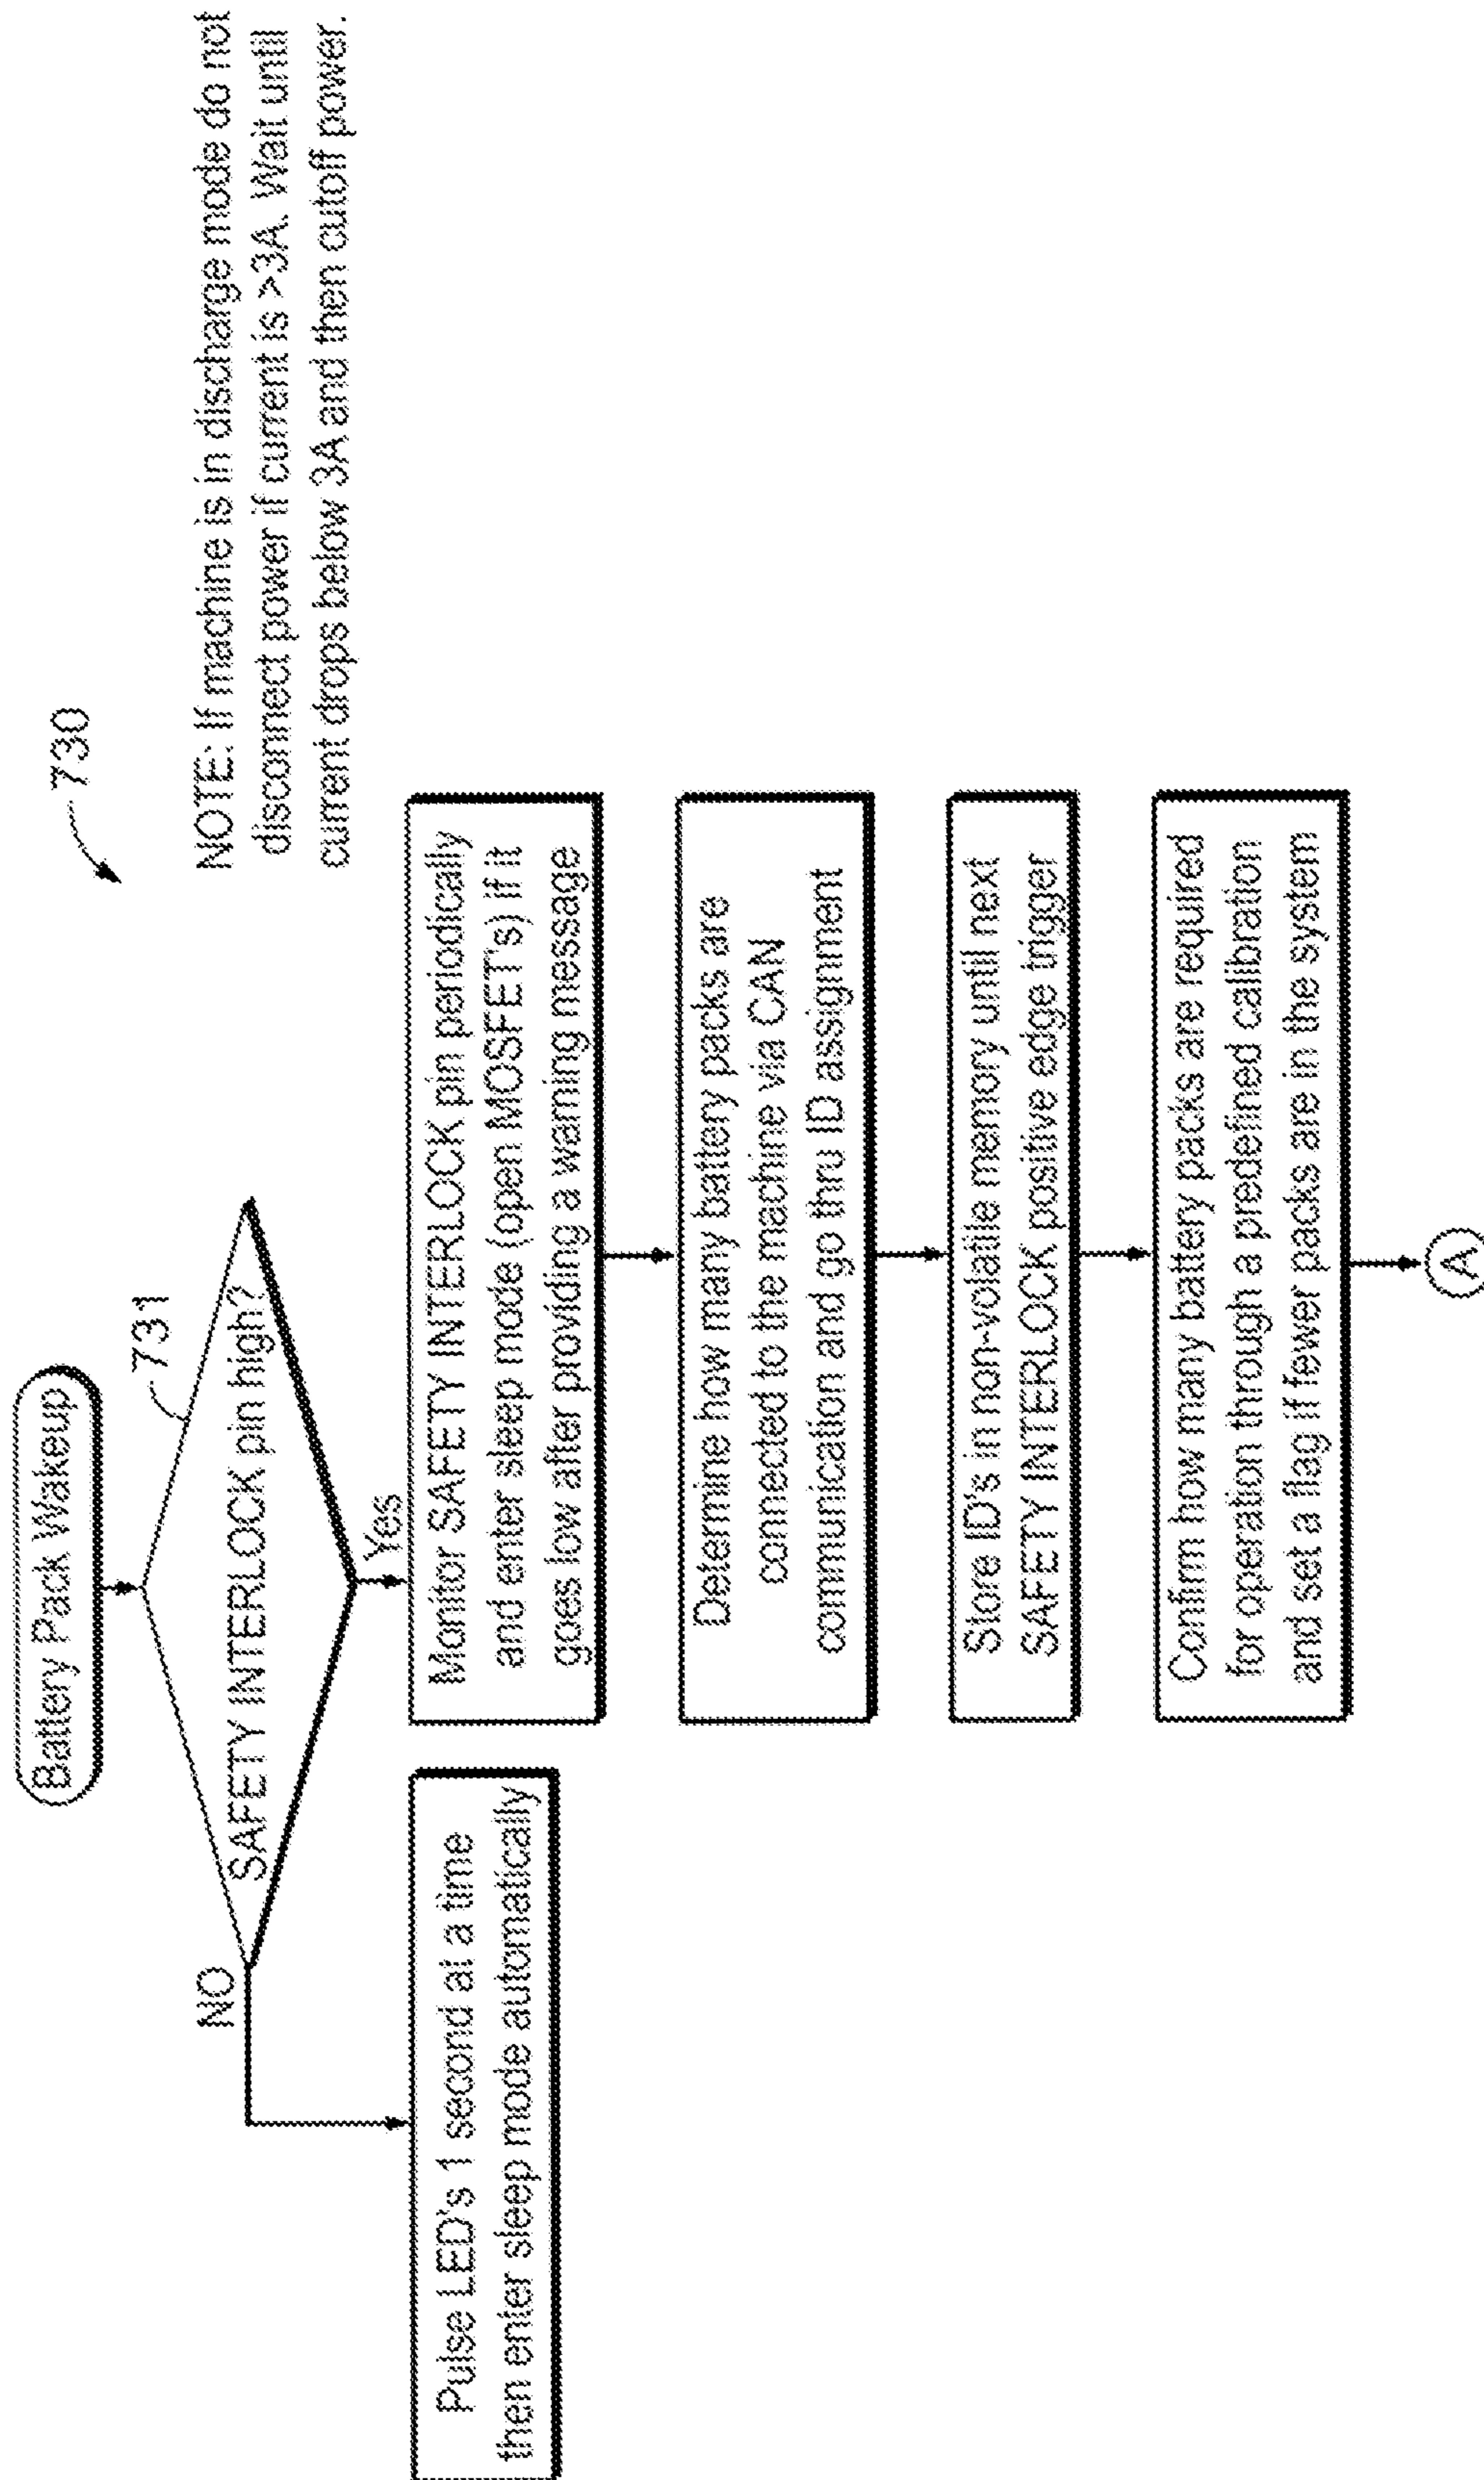 730
NOTE: If machine is in discharge mode do not
disconnect power if current is >3A. Wait until
current drops below 3A and then cutoff power.
Battery Pack Wakeup
731
SAFETY INTERLOCK pin high?
NO
Yes
Pulse LED's 1 second at a time
then enter sleep mode automatically
Monitor SAFETY INTERLOCK pin periodically
and enter sleep mode (open MOSFET's) if it
goes low after providing a warning message
Determine how many battery packs are
connected to the machine via CAN
communication and go thru ID assignment
Store ID's in non-volatile memory until next
SAFETY INTERLOCK positive edge trigger
Confirm how many battery packs are required
for operation through a predefined calibration
and set a flag if fewer packs are in the system
A